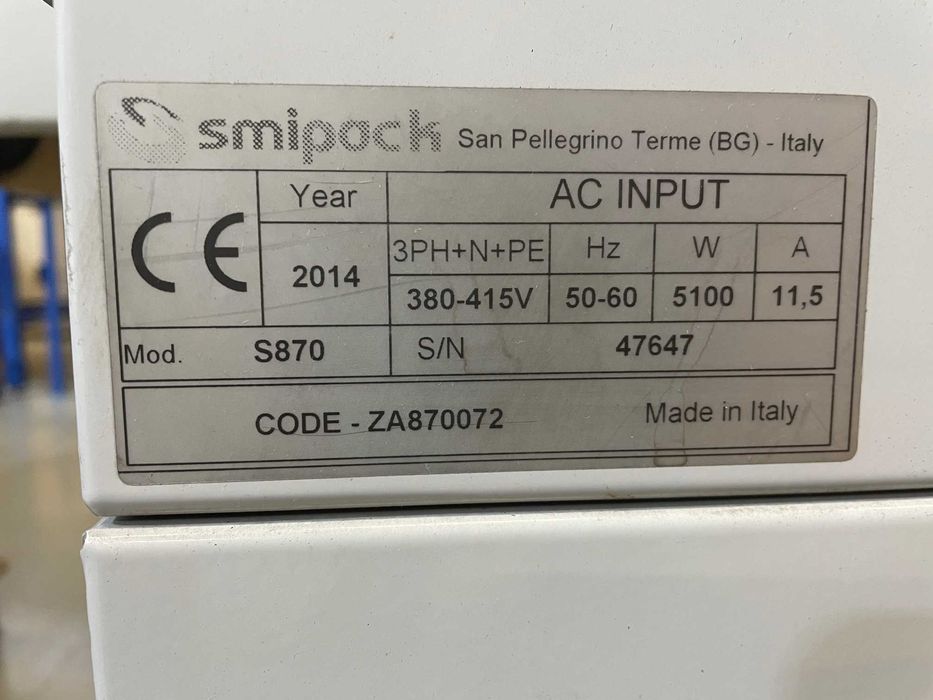 smipack San Pellegrino Terme (BG) - Italy
CE
Year
AC INPUT
2014
3PH+N+PE Hz W A
380-415V 50-60 5100 11,5
Mod. S870 S/N 47647
CODE - ZA870072 Made in Italy